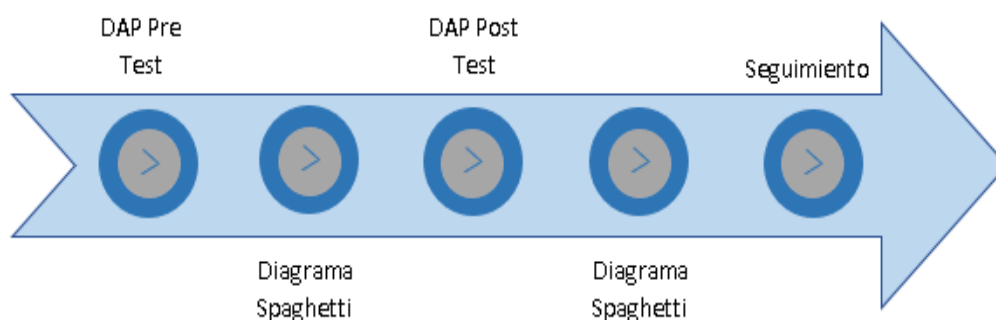 DAP Pre
Test
Diagrama
Spaghetti
DAP Post
Test
Diagrama
Spaghetti
Seguimiento